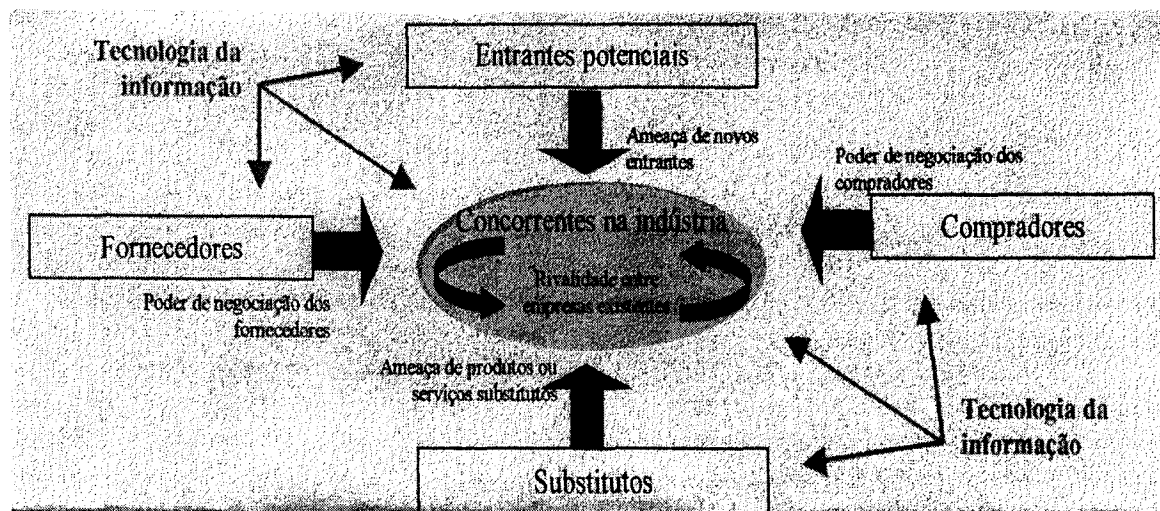 Tecnologia da
informação
Entrantes potenciais
Ameaça de novos
entrantes
Poder de negociação dos
compradores
Fornecedores
Concorrentes na indústria
Compradores
Rivalidade entre
empresas existentes
Poder de negociação dos
fornecedores
Ameaça de produtos ou
serviços substitutos
Tecnologia da
informação
Substitutos